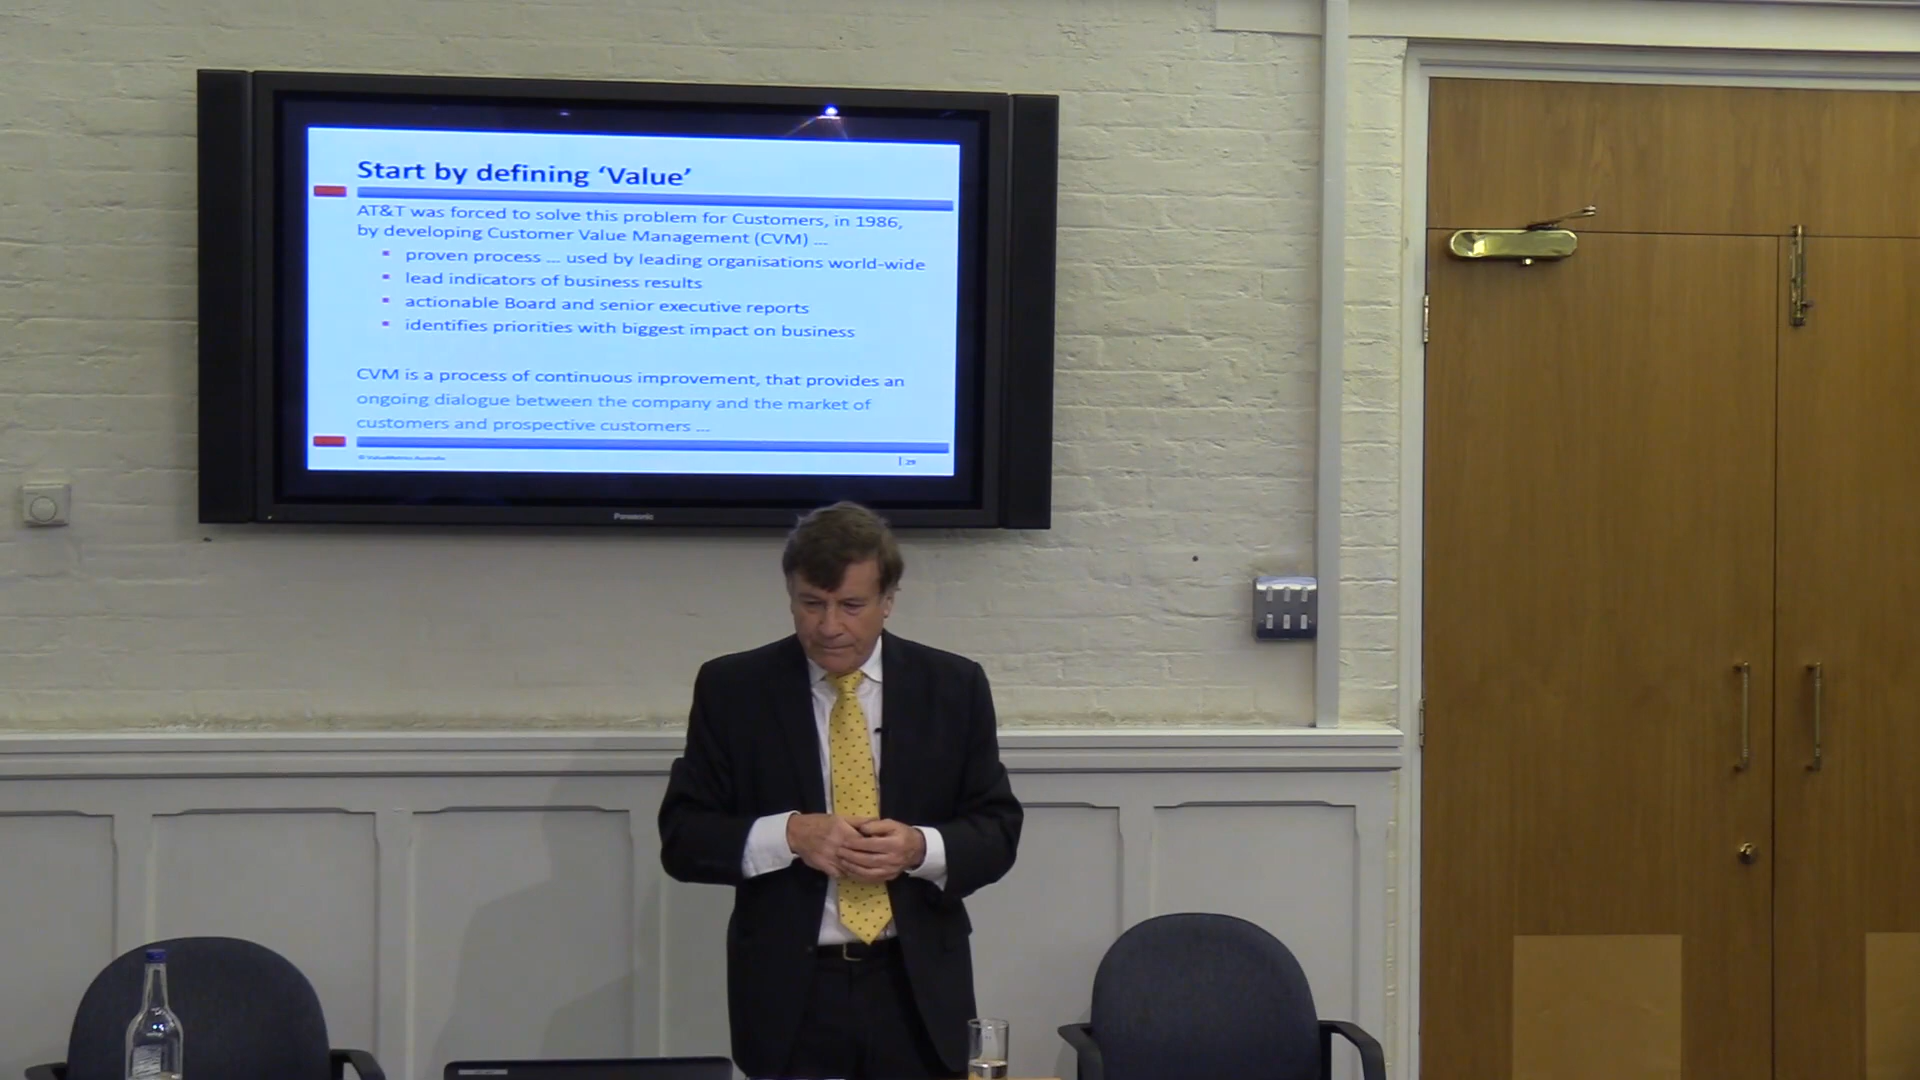 Start by defining ‘Value’
AT&T was forced to solve this problem for Customers, in 1986,
by developing Customer Value Management (CVM) ...
▪ proven process ... used by leading organisations world-wide
▪ lead indicators of business results
▪ actionable Board and senior executive reports
▪ identifies priorities with biggest impact on business
CVM is a process of continuous improvement, that provides an
ongoing dialogue between the company and the market of
customers and prospective customers ...
© ValueMetrics Australia
| 29
Panasonic